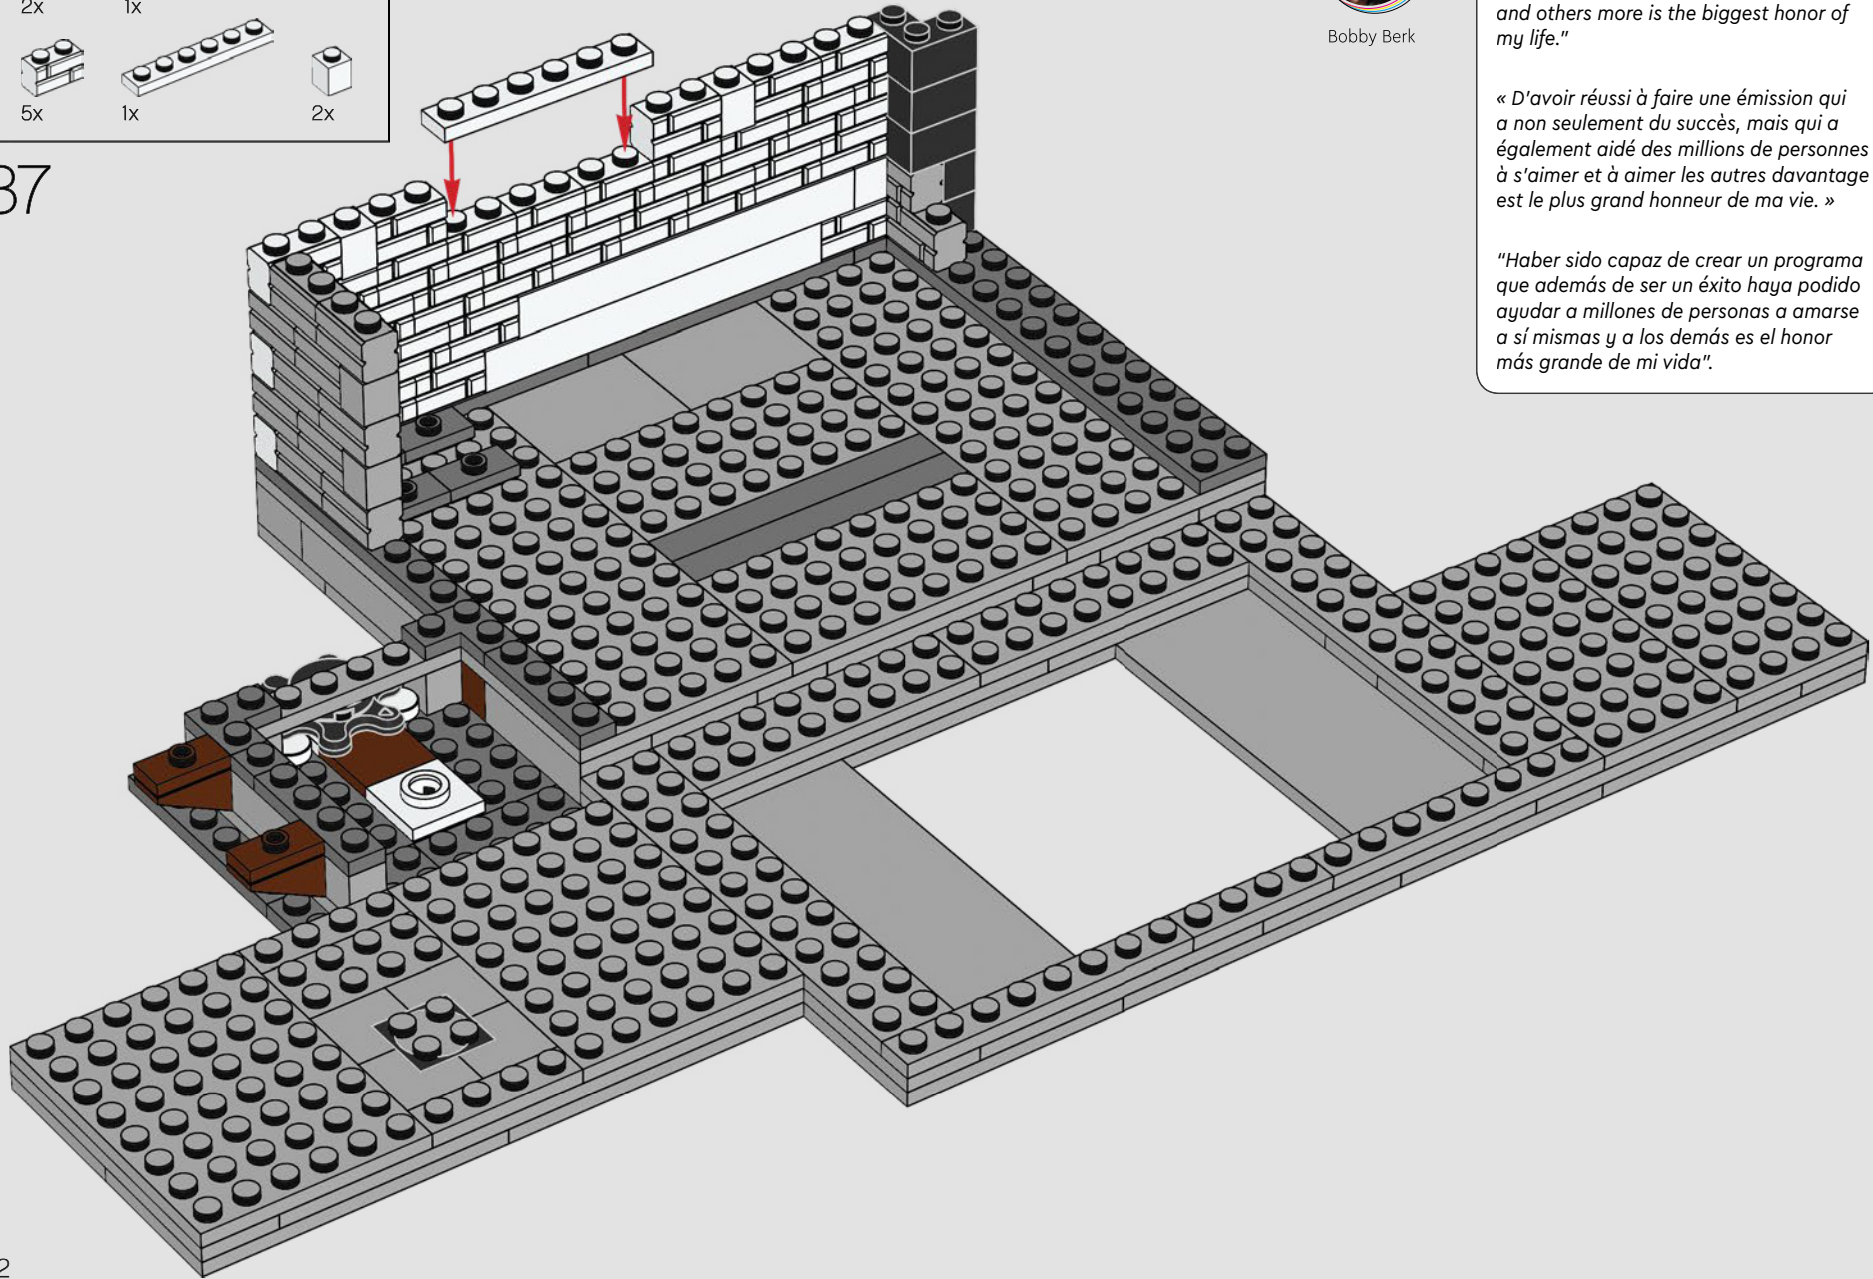 2x 1x
5x 1x 2x
37
Bobby Berk
and others more is the biggest honor of
my life."
« D'avoir réussi à faire une émission qui
a non seulement du succès, mais qui a
également aidé des millions de personnes
à s'aimer et à aimer les autres davantage
est le plus grand honneur de ma vie. »
"Haber sido capaz de crear un programa
que además de ser un éxito haya podido
ayudar a millones de personas a amarse
a sí mismas y a los demás es el honor
más grande de mi vida".
2